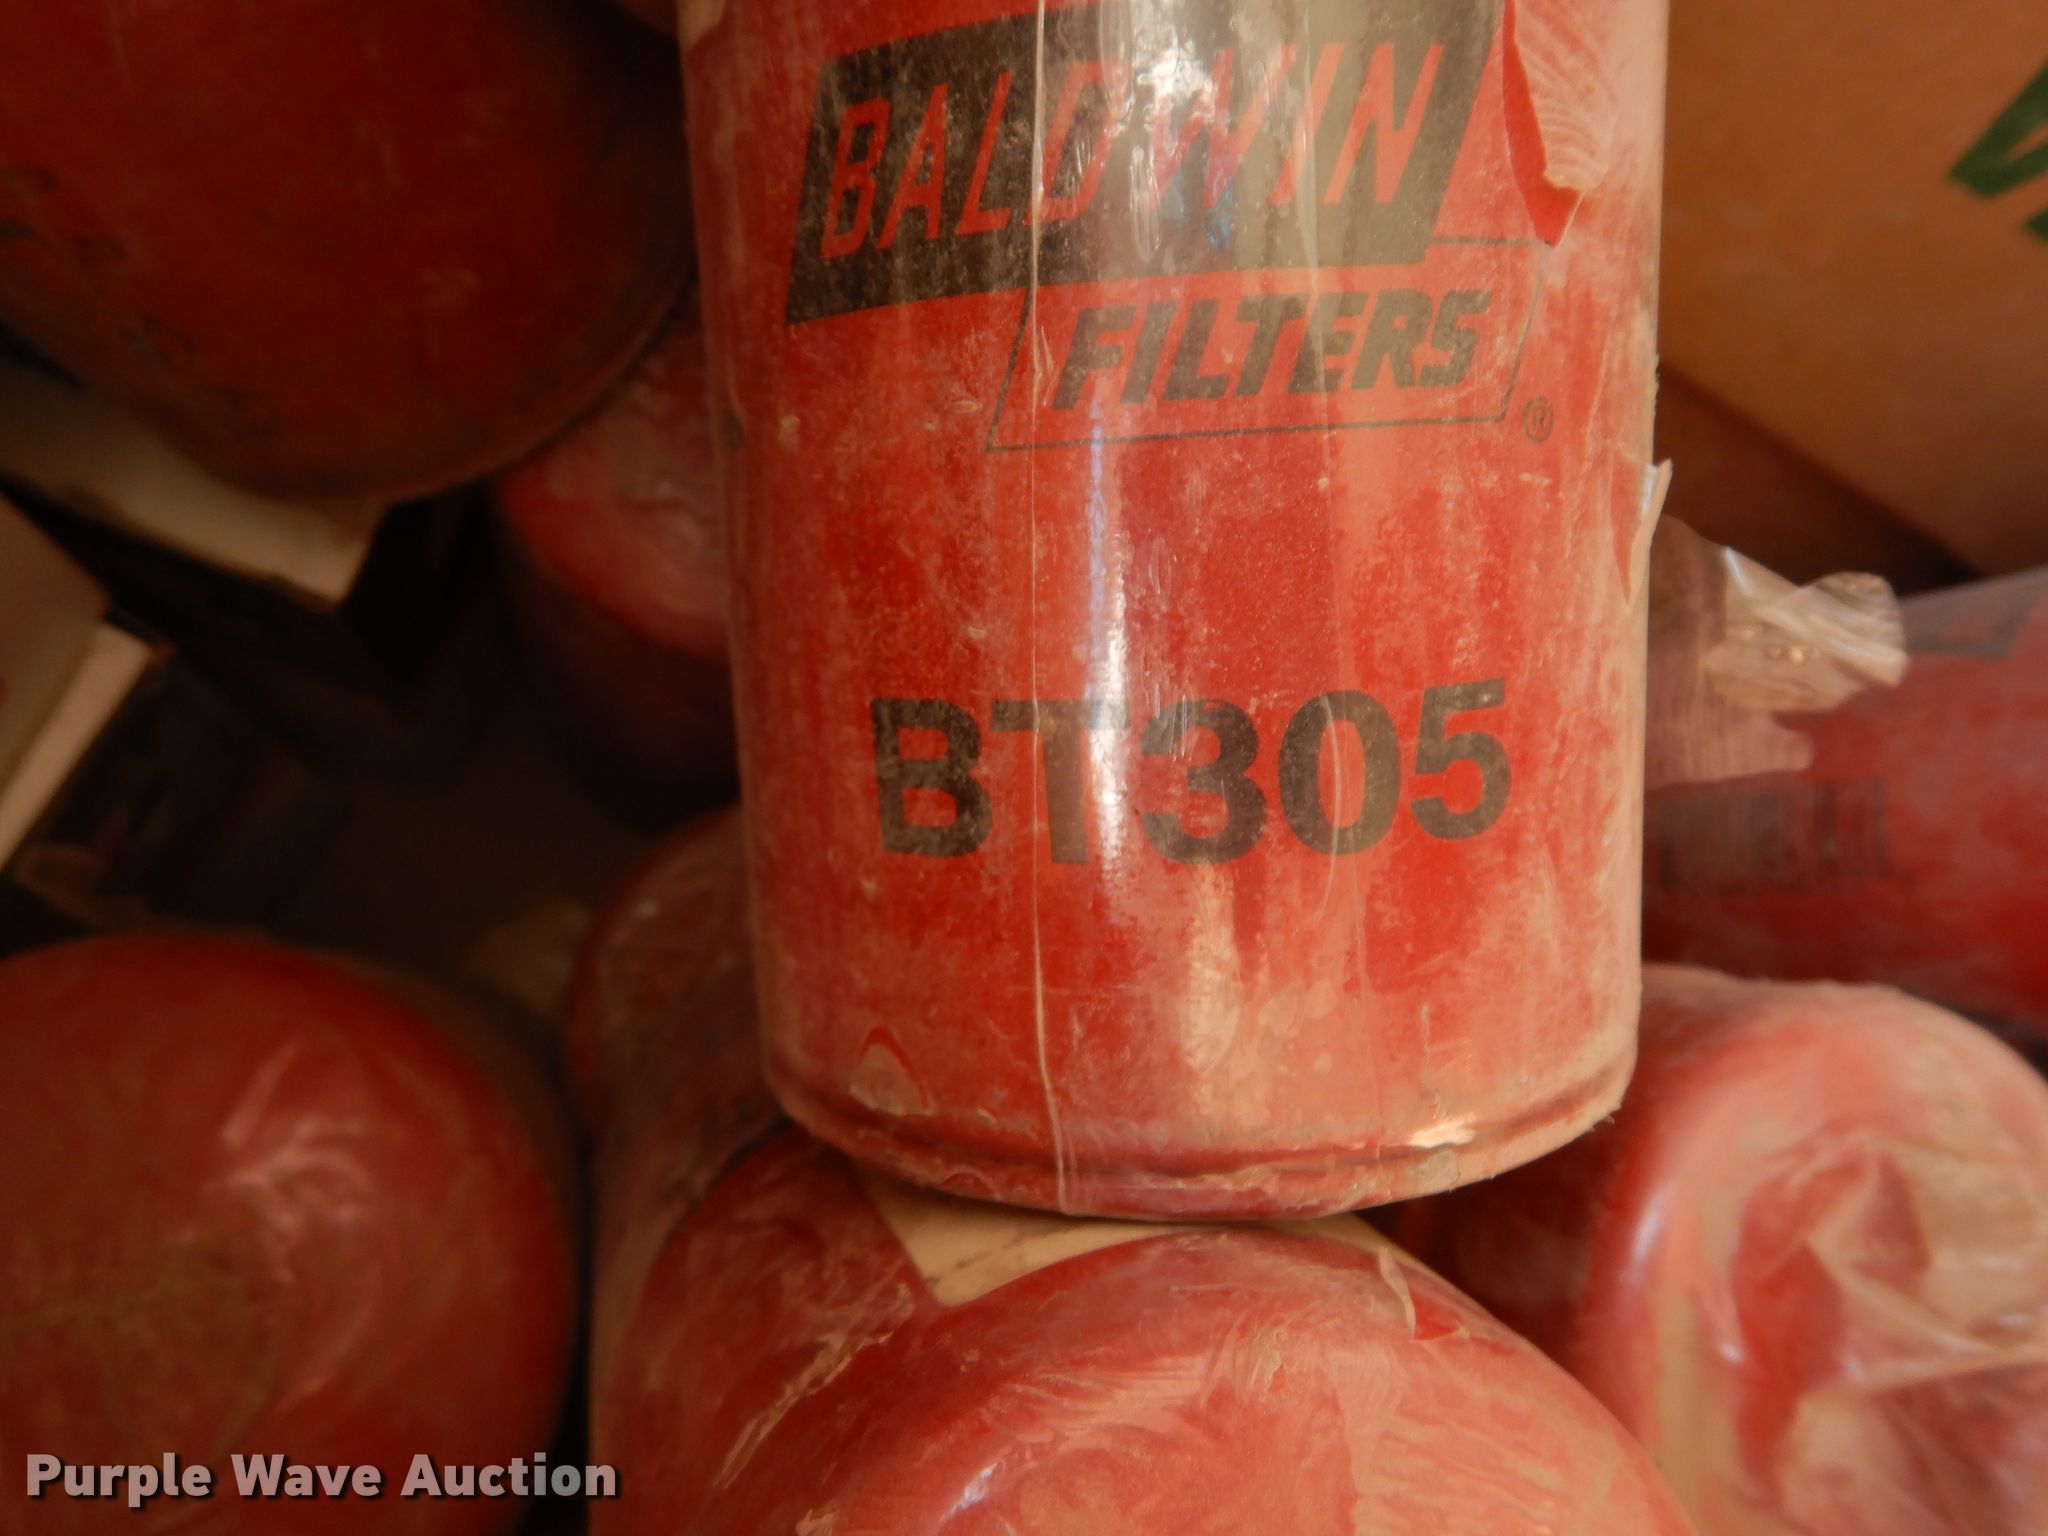 BALDWIN
FILTERS
®
BT305
Purple Wave Auction